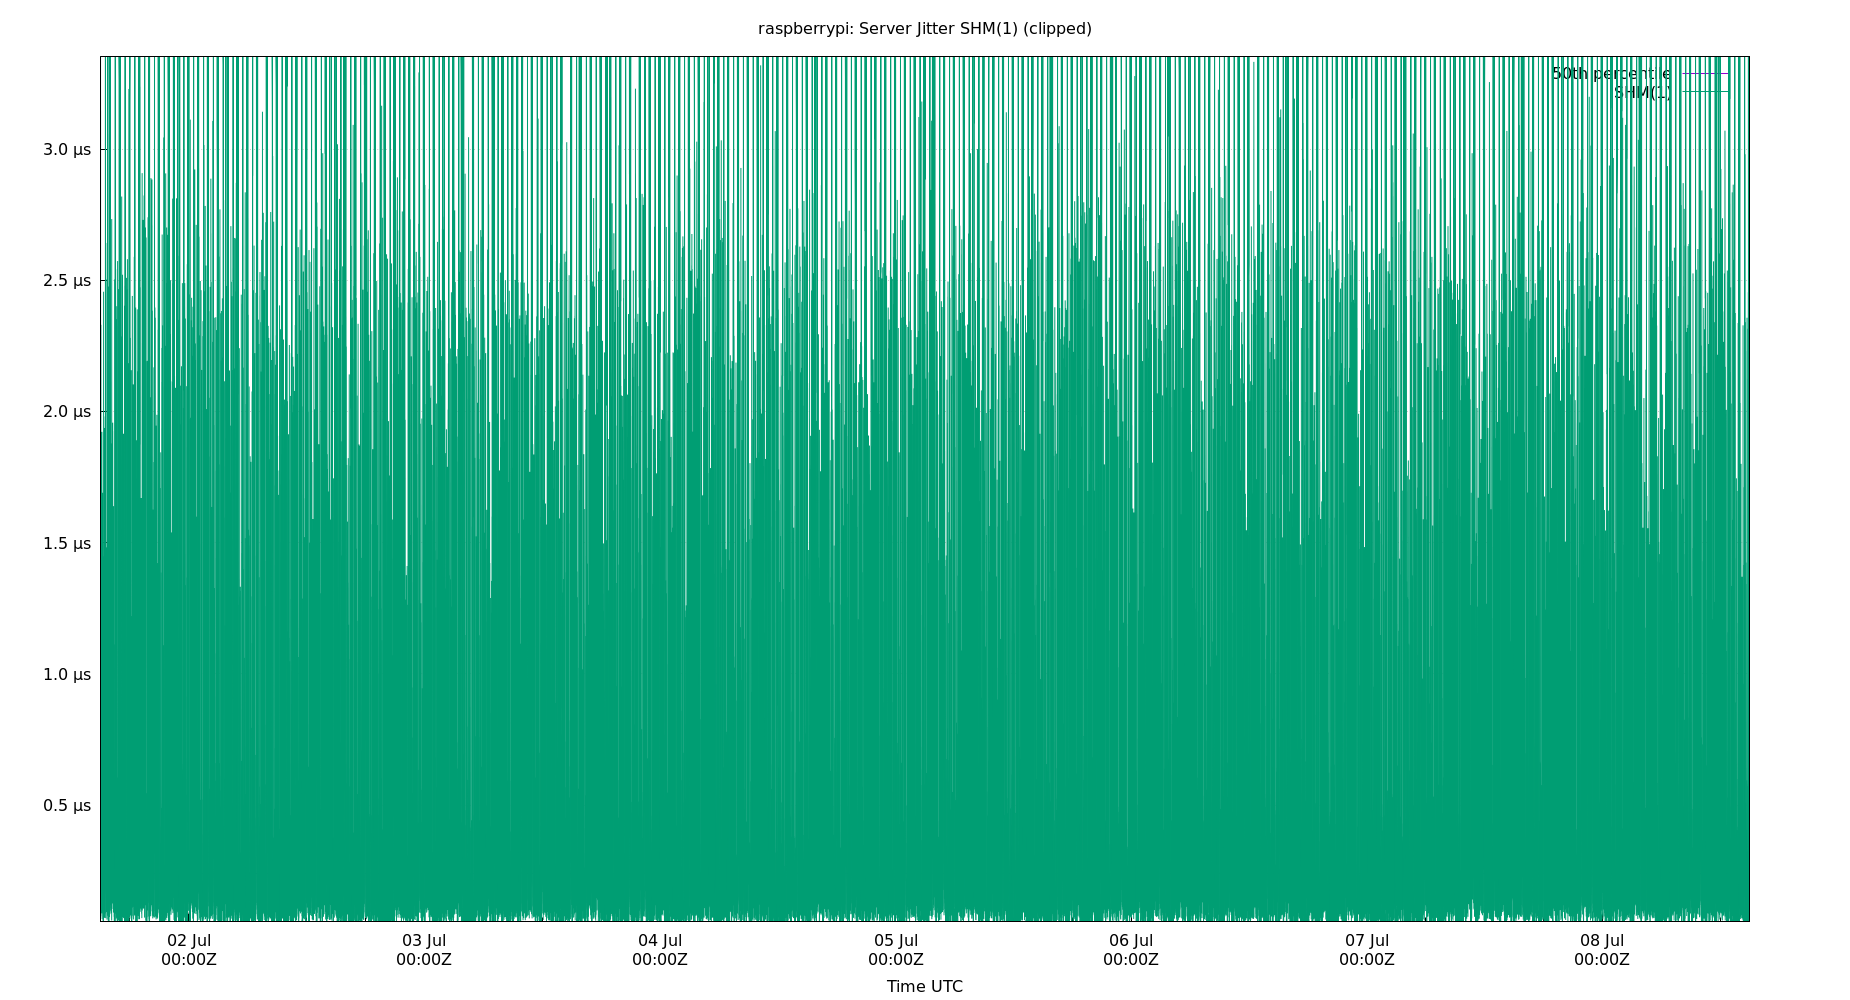 raspberrypi: Server Jitter SHM(1) (clipped)
50th percentile
SHM(1)
3.0 µs
2.5 µs
2.0 µs
1.5 µs
1.0 µs
0.5 µs
02 Jul 03 Jul 04 Jul 05 Jul 06 Jul 07 Jul 08 Jul
00:00Z 00:00Z 00:00Z 00:00Z 00:00Z 00:00Z 00:00Z
Time UTC